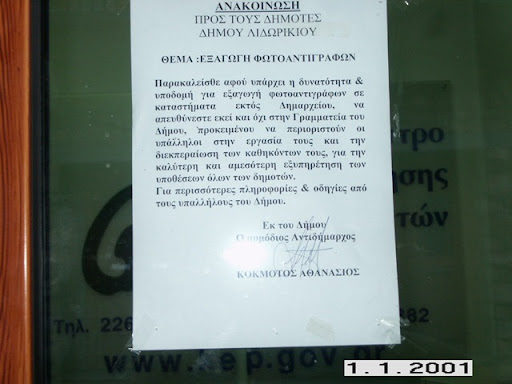 ΑΝΑΚΟΙΝΩΣΗ
ΠΡΟΣ ΤΟΥΣ ΔΗΜΟΤΕΣ
ΔΗΜΟΥ ΛΙΔΩΡΙΚΙΟΥ
ΘΕΜΑ :ΕΞΑΓΩΓΗ ΦΩΤΟΑΝΤΙΓΡΑΦΩΝ
Παρακαλείσθε αφού υπάρχει η δυνατότητα &
υποδομή για εξαγωγή φωτοαντιγράφων σε
καταστήματα εκτός Δημαρχείου, να
απευθύνεστε εκεί και όχι στην Γραμματεία του
Δήμου, προκειμένου να περιοριστούν οι
υπάλληλοι στην εργασία τους και την
διεκπεραίωση των καθηκόντων τους, για την
καλύτερη και αμεσότερη εξυπηρέτηση των
υποθέσεων όλων των δημοτών.
Για περισσότερες πληροφορίες & οδηγίες από
τους υπαλλήλους του Δήμου.
Εκ του Δήμου
Ο αρμόδιος Αντιδήμαρχος
ΚΟΚΜΟΤΟΣ ΑΘΑΝΑΣΙΟΣ
τρο
ησης
οτών
Τηλ. 226 882
www.kep.gov.gr
1.1.2001